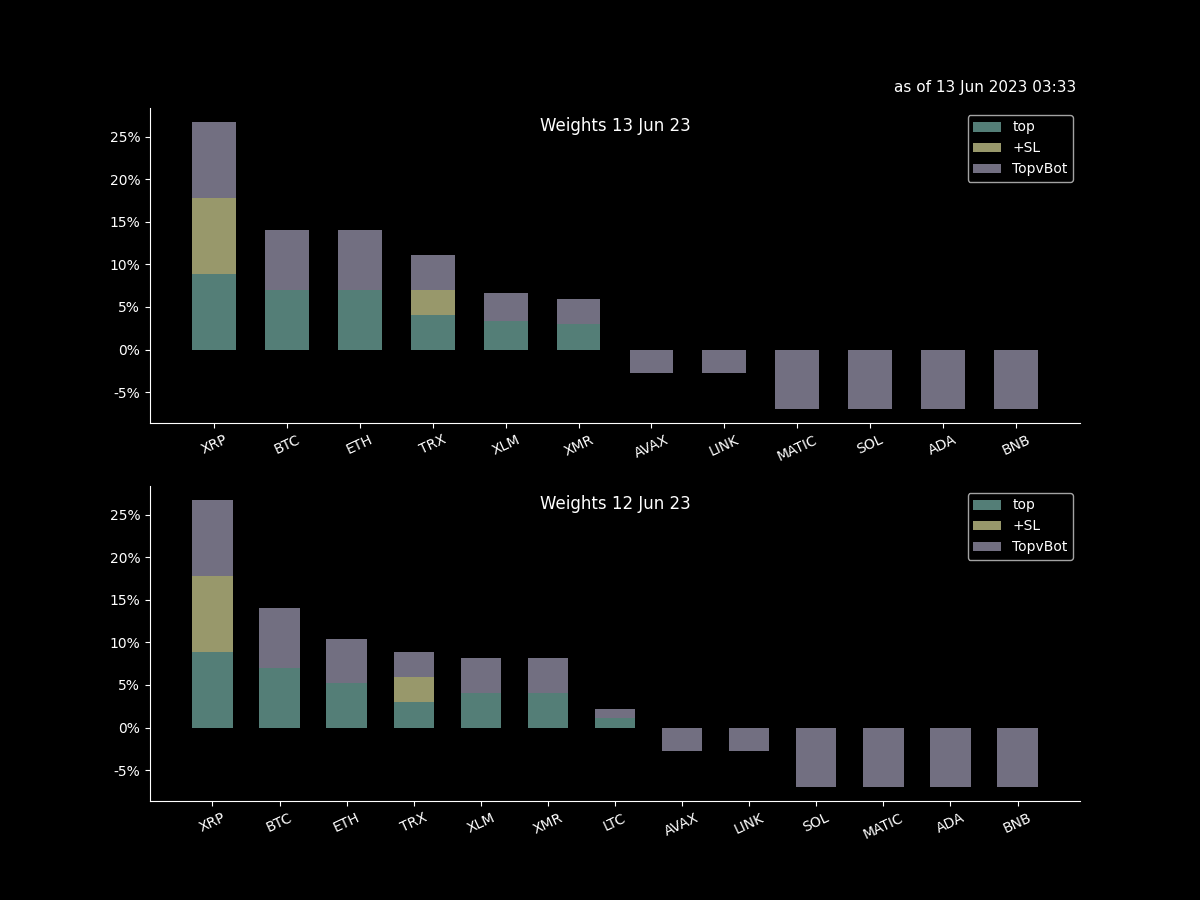 as of 13 Jun 2023 03:33
Weights 13 Jun 23
top
+SL
TopvBot
25%
20%
15%
10%
5%
0%
-5%
XRP BTC ETH TRX XLM XMR AVAX LINK MATIC SOL ADA BNB
Weights 12 Jun 23
top
+SL
TopvBot
25%
20%
15%
10%
5%
0%
-5%
XRP BTC ETH TRX XLM XMR LTC AVAX LINK SOL MATIC ADA BNB